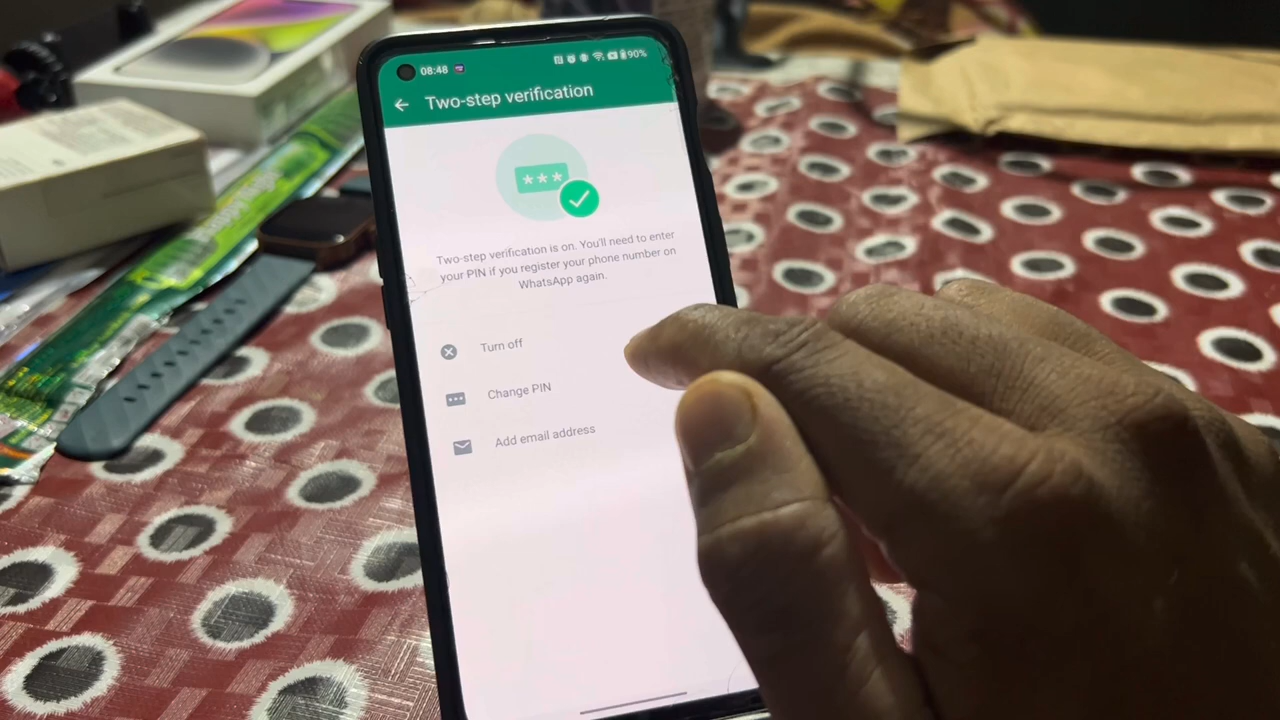 08:48
90%
Two-step verification
***
Two-step verification is on. You'll need to enter
your PIN if you register your phone number on
WhatsApp again.
Turn off
Change PIN
Add email address